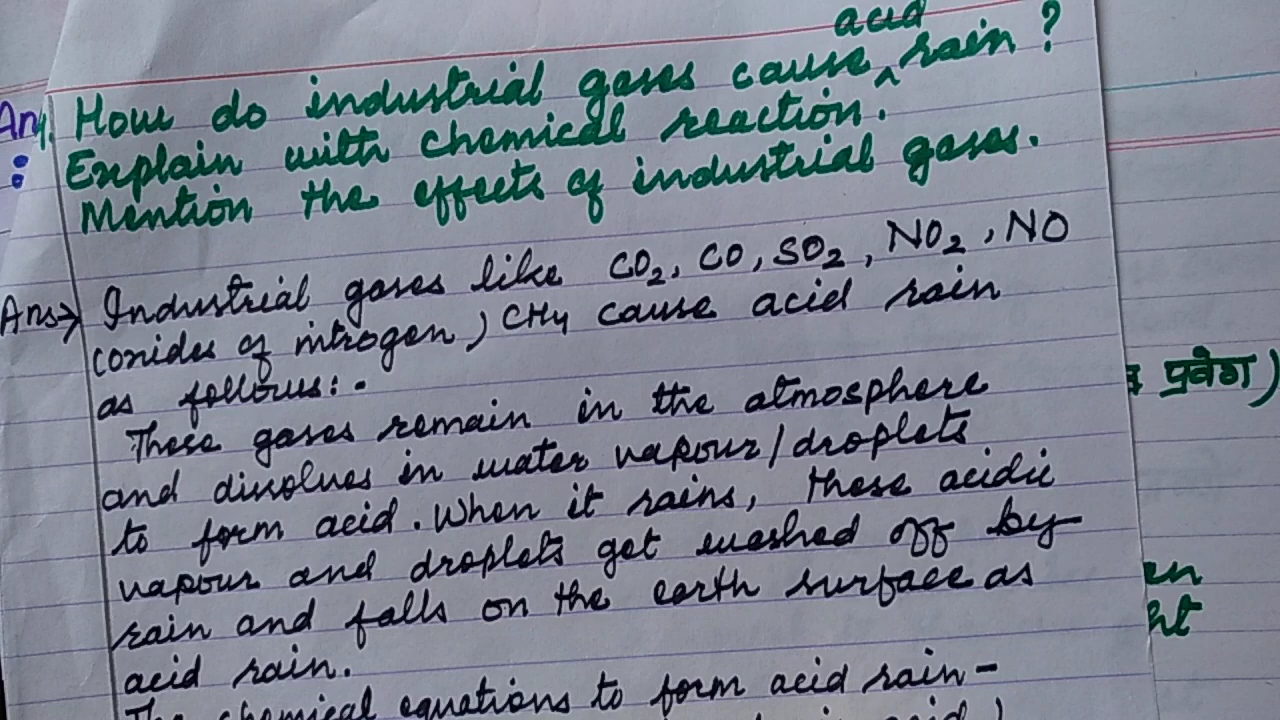 acid
How do industrial gases cause ^ rain ?
Explain with chemical reaction.
Mention the effects of industrial gases.
Ans→ Industrial gases like CO₂, CO, SO₂, NO₂, NO
(oxides of nitrogen) CH₄ cause acid rain
as follows:-
These gases remain in the atmosphere
and dissolves in water vapour/droplets
to form acid. When it rains, these acidic
vapour and droplets get washed off by
rain and falls on the earth surface as
acid rain.
The chemical equations to form acid rain-
acid)
प्रवेग)
en
ht